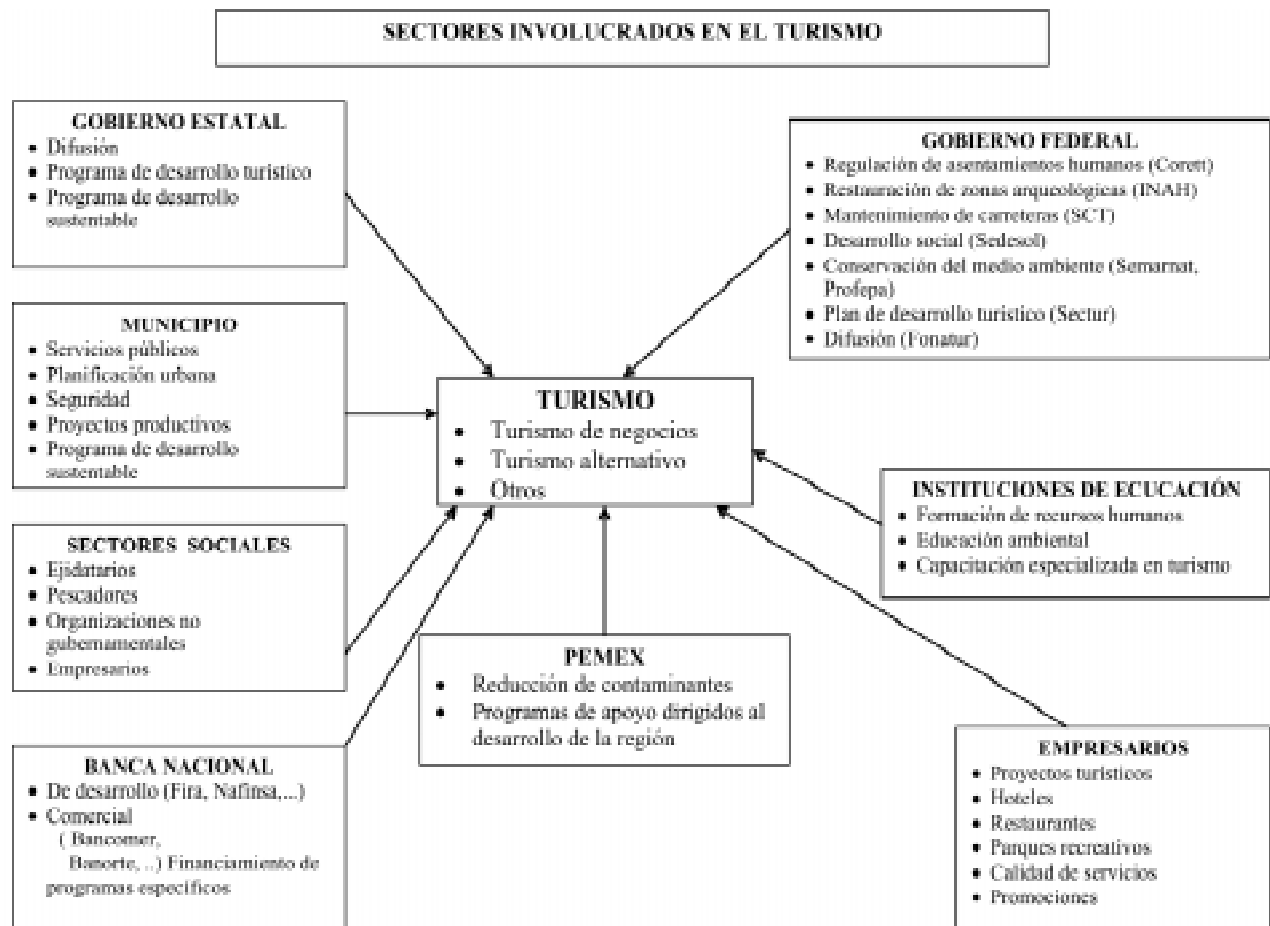 SECTORES INVOLUCRADOS EN EL TURISMO
GOBIERNO ESTATAL
• Difusión
• Programa de desarrollo turístico
• Programa de desarrollo
sustentable
GOBIERNO FEDERAL
• Regulación de asentamientos humanos (Corett)
• Restauración de zonas arqueológicas (INAH)
• Mantenimiento de carreteras (SCT)
• Desarrollo social (Sedesol)
• Conservación del medio ambiente (Semarnat,
Profepa)
• Plan de desarrollo turístico (Sectur)
• Difusión (Fonatur)
MUNICIPIO
• Servicios públicos
• Planificación urbana
• Seguridad
• Proyectos productivos
• Programa de desarrollo
sustentable
TURISMO
• Turismo de negocios
• Turismo alternativo
• Otros
INSTITUCIONES DE ECUCACIÓN
• Formación de recursos humanos
• Educación ambiental
• Capacitación especializada en turismo
SECTORES SOCIALES
• Ejidatarios
• Pescadores
• Organizaciones no
gubernamentales
• Empresarios
PEMEX
• Reducción de contaminantes
• Programas de apoyo dirigidos al
desarrollo de la región
BANCA NACIONAL
• De desarrollo (Fira, Nafinsa,...)
• Comercial
( Bancomer,
Banorte, ..) Financiamiento de
programas específicos
EMPRESARIOS
• Proyectos turísticos
• Hoteles
• Restaurantes
• Parques recreativos
• Calidad de servicios
• Promociones